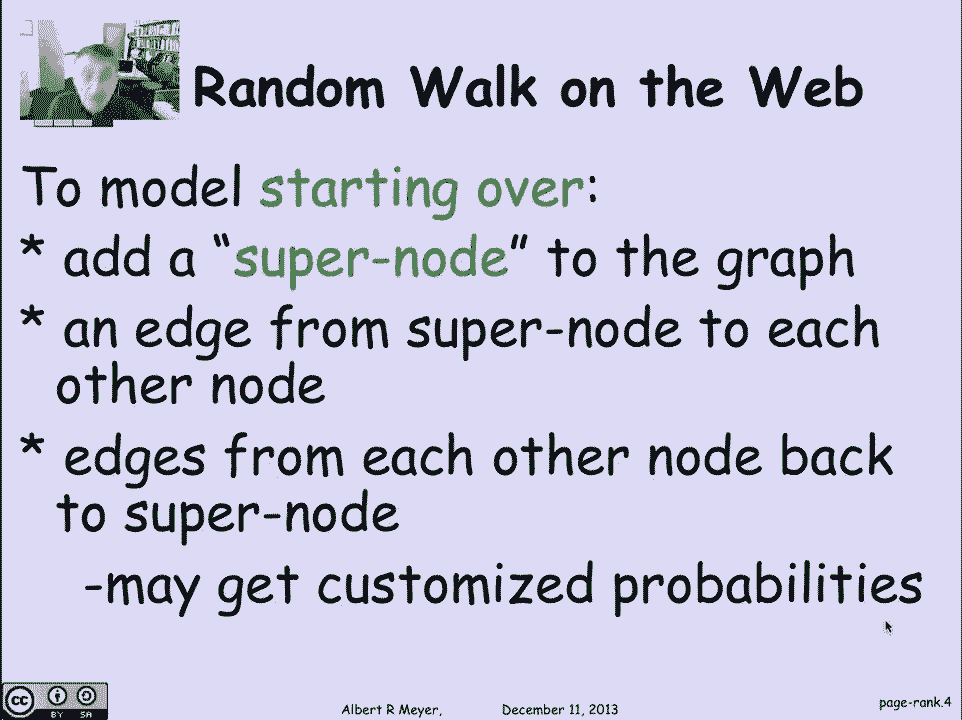 Random Walk on the Web
To model starting over:
* add a “super-node” to the graph
* an edge from super-node to each
other node
* edges from each other node back
to super-node
-may get customized probabilities
cc
BY SA
Albert R Meyer, December 11, 2013
page-rank.4